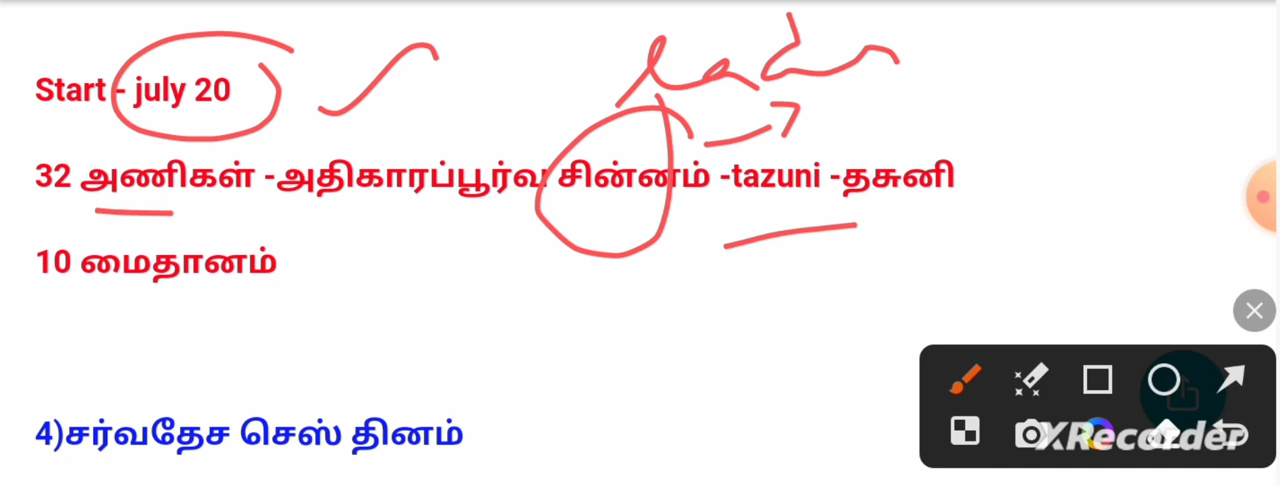 Start - july 20
32 அணிகள் -அதிகாரப்பூர்வ சின்னம் -tazuni -தசுனி
10 மைதானம்
4)சர்வதேச செஸ் தினம்
XRecorder